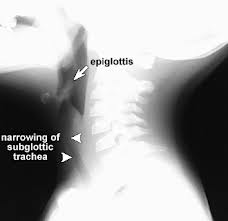 epiglottis
narrowing of
subglottic
trachea